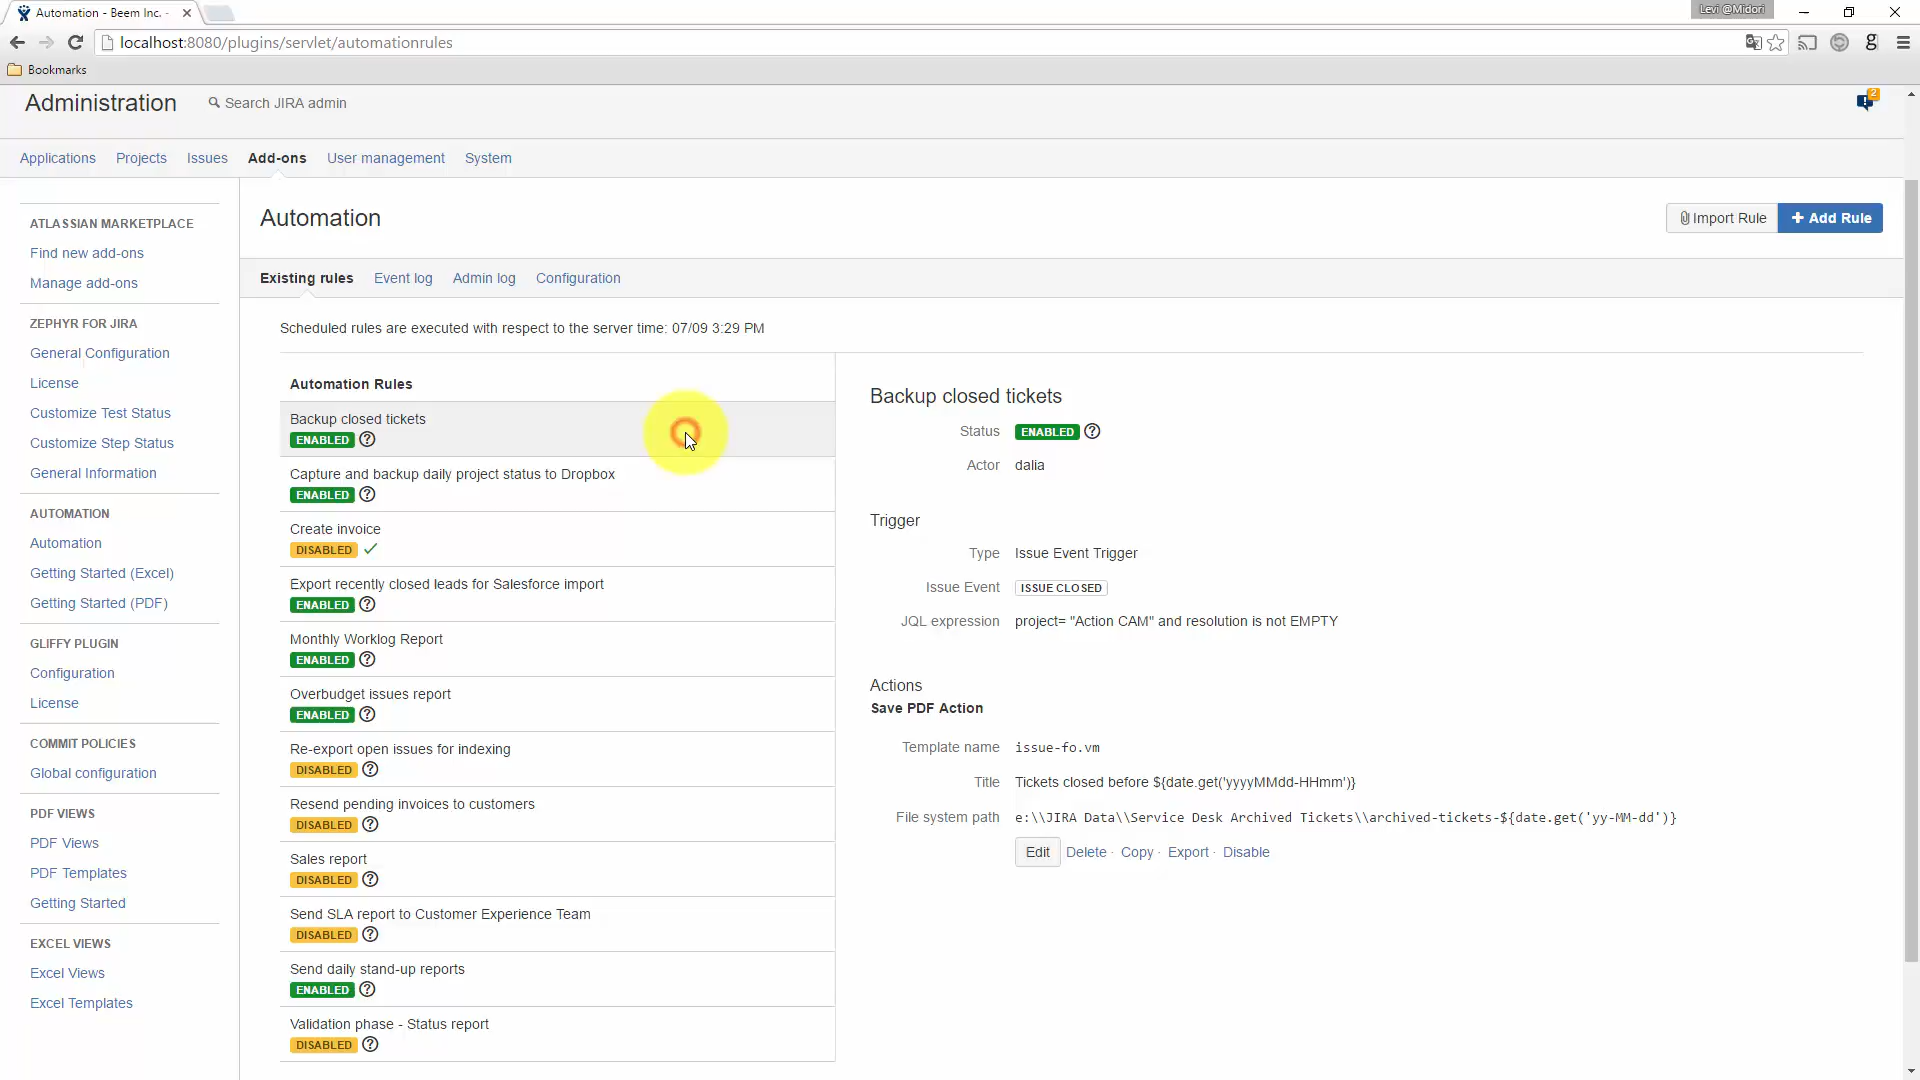 Automation - Beem Inc. -
Levi @Midori
localhost:8080/plugins/servlet/automationrules
Bookmarks
Administration
Search JIRA admin
2
Applications
Projects
Issues
Add-ons
User management
System
ATLASSIAN MARKETPLACE
Find new add-ons
Manage add-ons
ZEPHYR FOR JIRA
General Configuration
License
Customize Test Status
Customize Step Status
General Information
AUTOMATION
Automation
Getting Started (Excel)
Getting Started (PDF)
GLIFFY PLUGIN
Configuration
License
COMMIT POLICIES
Global configuration
PDF VIEWS
PDF Views
PDF Templates
Getting Started
EXCEL VIEWS
Excel Views
Excel Templates
Automation
Import Rule
+ Add Rule
Existing rules
Event log
Admin log
Configuration
Scheduled rules are executed with respect to the server time: 07/09 3:29 PM
Automation Rules
Backup closed tickets
ENABLED
Capture and backup daily project status to Dropbox
ENABLED
Create invoice
DISABLED
Export recently closed leads for Salesforce import
ENABLED
Monthly Worklog Report
ENABLED
Overbudget issues report
ENABLED
Re-export open issues for indexing
DISABLED
Resend pending invoices to customers
DISABLED
Sales report
DISABLED
Send SLA report to Customer Experience Team
DISABLED
Send daily stand-up reports
ENABLED
Validation phase - Status report
DISABLED
Backup closed tickets
Status ENABLED
Actor dalia
Trigger
Type Issue Event Trigger
Issue Event ISSUE CLOSED
JQL expression project= "Action CAM" and resolution is not EMPTY
Actions
Save PDF Action
Template name issue-fo.vm
Title Tickets closed before ${date.get('yyyyMMdd-HHmm')}
File system path e:\\JIRA Data\\Service Desk Archived Tickets\\archived-tickets-${date.get('yy-MM-dd')}
Edit Delete · Copy · Export · Disable